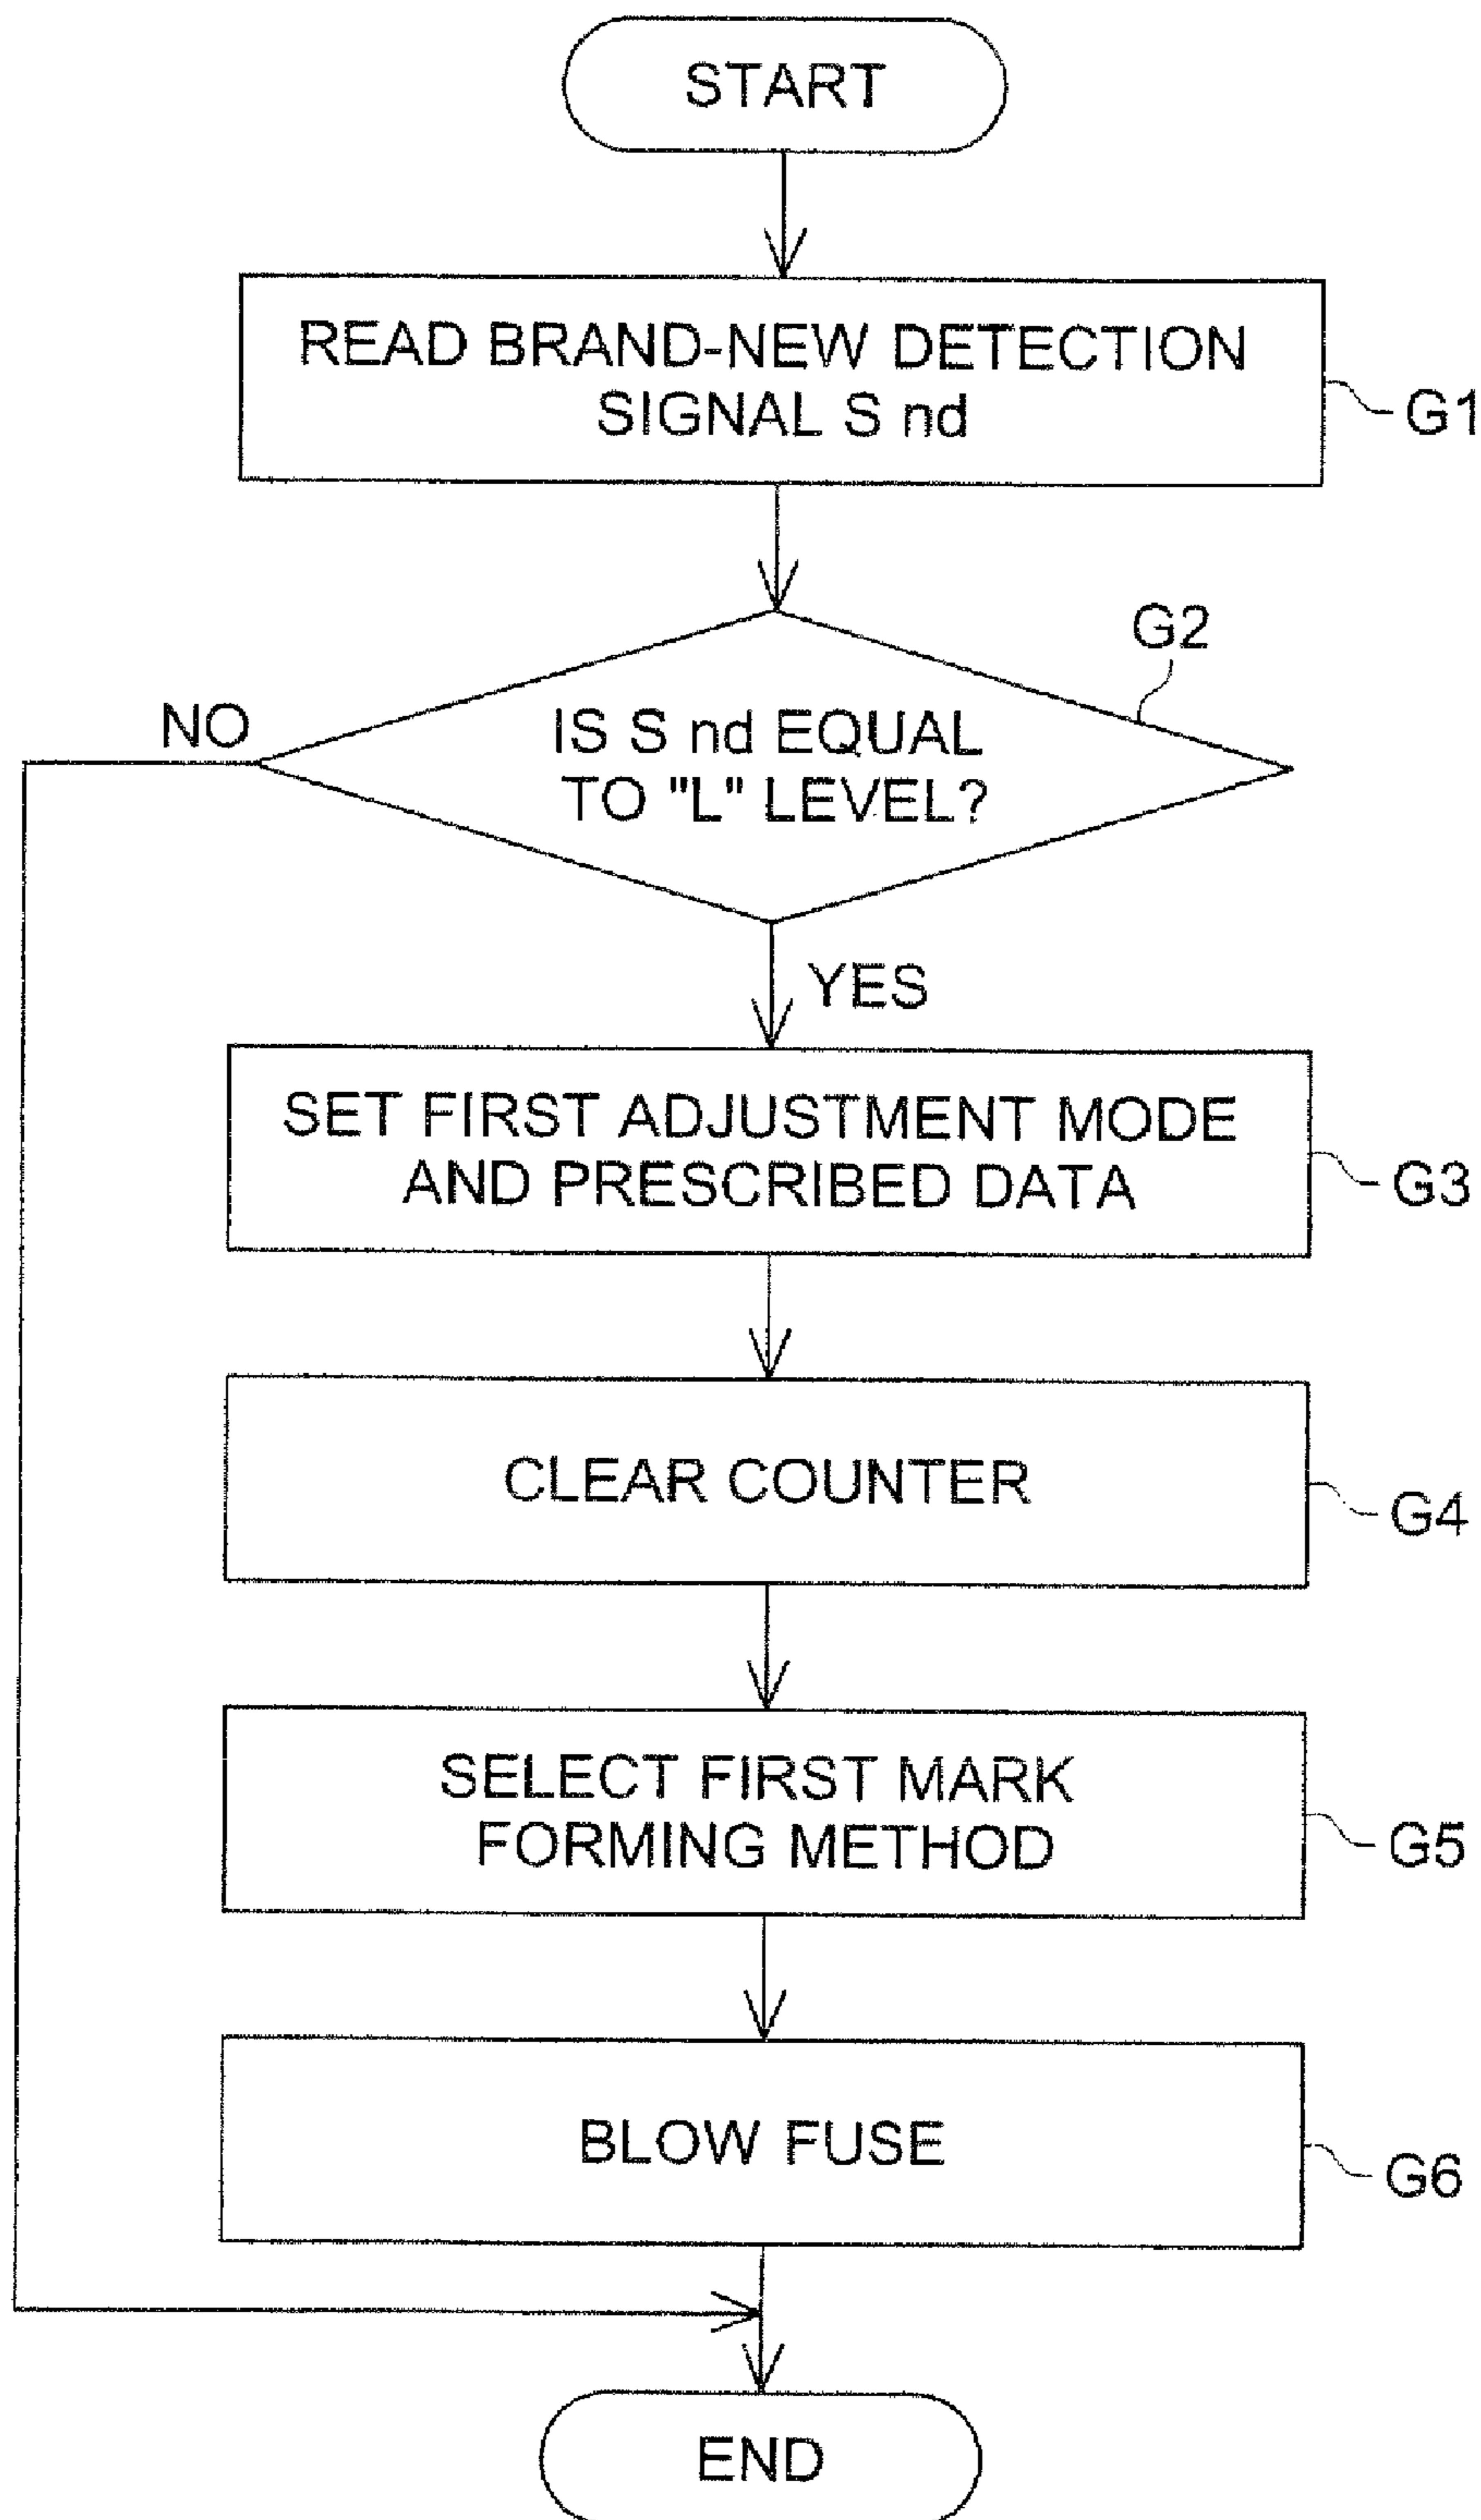 START
READ BRAND-NEW DETECTION
SIGNAL S nd
G1
G2
NO
IS S nd EQUAL
TO "L" LEVEL?
YES
SET FIRST ADJUSTMENT MODE
AND PRESCRIBED DATA
G3
CLEAR COUNTER
G4
SELECT FIRST MARK
FORMING METHOD
G5
BLOW FUSE
G6
END